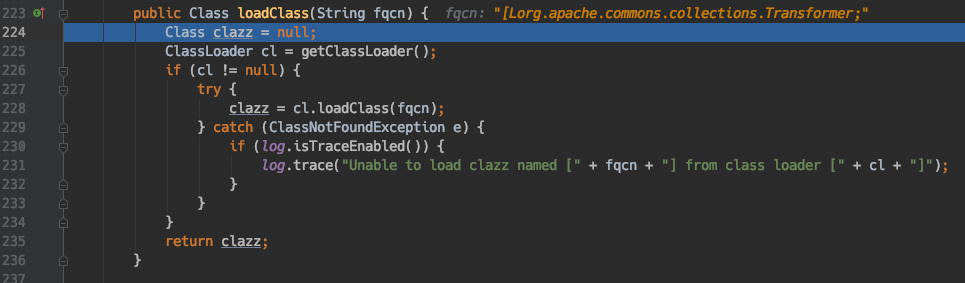 223 public Class loadClass(String fqcn) { fqcn: "[Lorg.apache.commons.collections.Transformer;"
224 Class clazz = null;
225 ClassLoader cl = getClassLoader();
226 if (cl != null) {
227 try {
228 clazz = cl.loadClass(fqcn);
229 } catch (ClassNotFoundException e) {
230 if (log.isTraceEnabled()) {
231 log.trace("Unable to load clazz named [" + fqcn + "] from class loader [" + cl + "]");
232 }
233 }
234 }
235 return clazz;
236 }
237